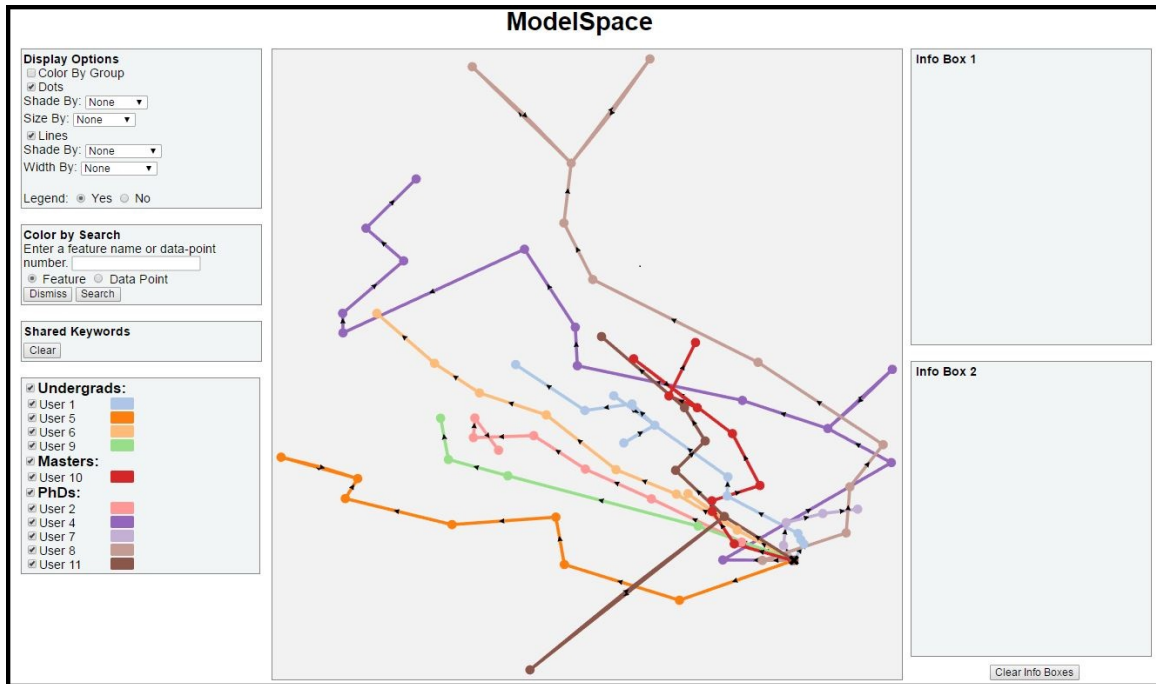 ModelSpace
Display Options
Color By Group
Dots
Shade By: None
Size By: None
Lines
Shade By: None
Width By: None
Legend: Yes No
Color by Search
Enter a feature name or data-point
number.
Feature Data Point
Dismiss Search
Shared Keywords
Clear
Undergrads:
User 1
User 5
User 6
User 9
Masters:
User 10
PhDs:
User 2
User 4
User 7
User 8
User 11
Info Box 1
Info Box 2
Clear Info Boxes